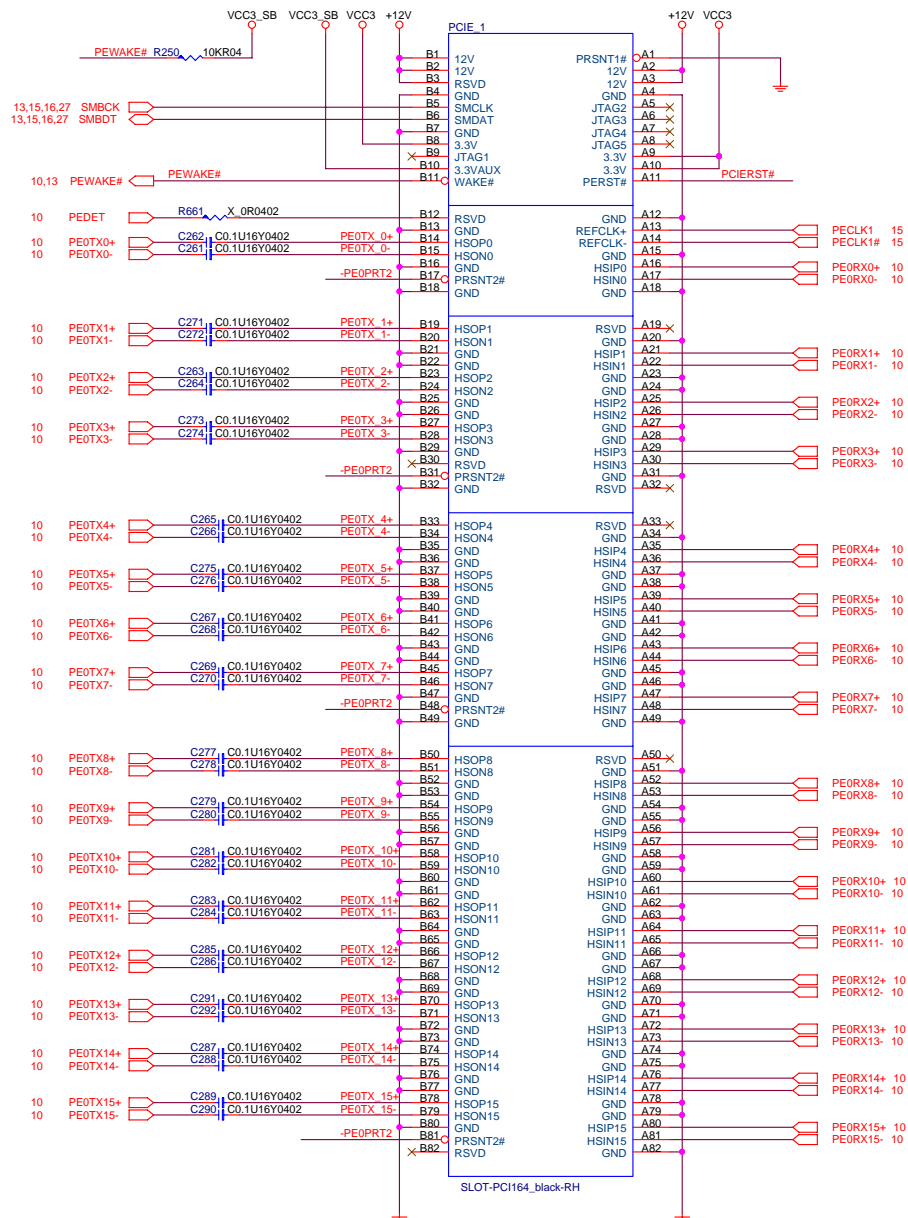 VCC3_SB VCC3_SB VCC3 +12V +12V VCC3
PCIE_1
PEWAKE# R250 10KR04
B1 12V PRSNT1# A1
B2 12V 12V A2
B3 RSVD 12V A3
B4 GND GND A4
13,15,16,27 SMBCK B5 SMCLK JTAG2 A5
13,15,16,27 SMBDT B6 SMDAT JTAG3 A6
B7 GND JTAG4 A7
B8 3.3V JTAG5 A8
B9 JTAG1 3.3V A9
B10 3.3VAUX 3.3V A10
10,13 PEWAKE# PEWAKE# B11 WAKE# PERST# A11 PCIERST#
10 PEDET R661 X_0R0402 B12 RSVD GND A12
B13 GND REFCLK+ A13 PECLK1 15
10 PE0TX0+ C262 C0.1U16Y0402 PE0TX_0+ B14 HSOP0 REFCLK- A14 PECLK1# 15
10 PE0TX0- C261 C0.1U16Y0402 PE0TX_0- B15 HSON0 GND A15
B16 GND HSIP0 A16 PE0RX0+ 10
-PE0PRT2 B17 PRSNT2# HSIN0 A17 PE0RX0- 10
B18 GND GND A18
10 PE0TX1+ C271 C0.1U16Y0402 PE0TX_1+ B19 HSOP1 RSVD A19
10 PE0TX1- C272 C0.1U16Y0402 PE0TX_1- B20 HSON1 GND A20
B21 GND HSIP1 A21 PE0RX1+ 10
B22 GND HSIN1 A22 PE0RX1- 10
10 PE0TX2+ C263 C0.1U16Y0402 PE0TX_2+ B23 HSOP2 GND A23
10 PE0TX2- C264 C0.1U16Y0402 PE0TX_2- B24 HSON2 GND A24
B25 GND HSIP2 A25 PE0RX2+ 10
B26 GND HSIN2 A26 PE0RX2- 10
10 PE0TX3+ C273 C0.1U16Y0402 PE0TX_3+ B27 HSOP3 GND A27
10 PE0TX3- C274 C0.1U16Y0402 PE0TX_3- B28 HSON3 GND A28
B29 GND HSIP3 A29 PE0RX3+ 10
B30 RSVD HSIN3 A30 PE0RX3- 10
-PE0PRT2 B31 PRSNT2# GND A31
B32 GND RSVD A32
10 PE0TX4+ C265 C0.1U16Y0402 PE0TX_4+ B33 HSOP4 RSVD A33
10 PE0TX4- C266 C0.1U16Y0402 PE0TX_4- B34 HSON4 GND A34
B35 GND HSIP4 A35 PE0RX4+ 10
B36 GND HSIN4 A36 PE0RX4- 10
10 PE0TX5+ C275 C0.1U16Y0402 PE0TX_5+ B37 HSOP5 GND A37
10 PE0TX5- C276 C0.1U16Y0402 PE0TX_5- B38 HSON5 GND A38
B39 GND HSIP5 A39 PE0RX5+ 10
B40 GND HSIN5 A40 PE0RX5- 10
10 PE0TX6+ C267 C0.1U16Y0402 PE0TX_6+ B41 HSOP6 GND A41
10 PE0TX6- C268 C0.1U16Y0402 PE0TX_6- B42 HSON6 GND A42
B43 GND HSIP6 A43 PE0RX6+ 10
B44 GND HSIN6 A44 PE0RX6- 10
10 PE0TX7+ C269 C0.1U16Y0402 PE0TX_7+ B45 HSOP7 GND A45
10 PE0TX7- C270 C0.1U16Y0402 PE0TX_7- B46 HSON7 GND A46
B47 GND HSIP7 A47 PE0RX7+ 10
-PE0PRT2 B48 PRSNT2# HSIN7 A48 PE0RX7- 10
B49 GND GND A49
10 PE0TX8+ C277 C0.1U16Y0402 PE0TX_8+ B50 HSOP8 RSVD A50
10 PE0TX8- C278 C0.1U16Y0402 PE0TX_8- B51 HSON8 GND A51
B52 GND HSIP8 A52 PE0RX8+ 10
B53 GND HSIN8 A53 PE0RX8- 10
10 PE0TX9+ C279 C0.1U16Y0402 PE0TX_9+ B54 HSOP9 GND A54
10 PE0TX9- C280 C0.1U16Y0402 PE0TX_9- B55 HSON9 GND A55
B56 GND HSIP9 A56 PE0RX9+ 10
B57 GND HSIN9 A57 PE0RX9- 10
10 PE0TX10+ C281 C0.1U16Y0402 PE0TX_10+ B58 HSOP10 GND A58
10 PE0TX10- C282 C0.1U16Y0402 PE0TX_10- B59 HSON10 GND A59
B60 GND HSIP10 A60 PE0RX10+ 10
B61 GND HSIN10 A61 PE0RX10- 10
10 PE0TX11+ C283 C0.1U16Y0402 PE0TX_11+ B62 HSOP11 GND A62
10 PE0TX11- C284 C0.1U16Y0402 PE0TX_11- B63 HSON11 GND A63
B64 GND HSIP11 A64 PE0RX11+ 10
B65 GND HSIN11 A65 PE0RX11- 10
10 PE0TX12+ C285 C0.1U16Y0402 PE0TX_12+ B66 HSOP12 GND A66
10 PE0TX12- C286 C0.1U16Y0402 PE0TX_12- B67 HSON12 GND A67
B68 GND HSIP12 A68 PE0RX12+ 10
B69 GND HSIN12 A69 PE0RX12- 10
10 PE0TX13+ C291 C0.1U16Y0402 PE0TX_13+ B70 HSOP13 GND A70
10 PE0TX13- C292 C0.1U16Y0402 PE0TX_13- B71 HSON13 GND A71
B72 GND HSIP13 A72 PE0RX13+ 10
B73 GND HSIN13 A73 PE0RX13- 10
10 PE0TX14+ C287 C0.1U16Y0402 PE0TX_14+ B74 HSOP14 GND A74
10 PE0TX14- C288 C0.1U16Y0402 PE0TX_14- B75 HSON14 GND A75
B76 GND HSIP14 A76 PE0RX14+ 10
B77 GND HSIN14 A77 PE0RX14- 10
10 PE0TX15+ C289 C0.1U16Y0402 PE0TX_15+ B78 HSOP15 GND A78
10 PE0TX15- C290 C0.1U16Y0402 PE0TX_15- B79 HSON15 GND A79
B80 GND HSIP15 A80 PE0RX15+ 10
-PE0PRT2 B81 PRSNT2# HSIN15 A81 PE0RX15- 10
B82 RSVD GND A82
SLOT-PCI164_black-RH